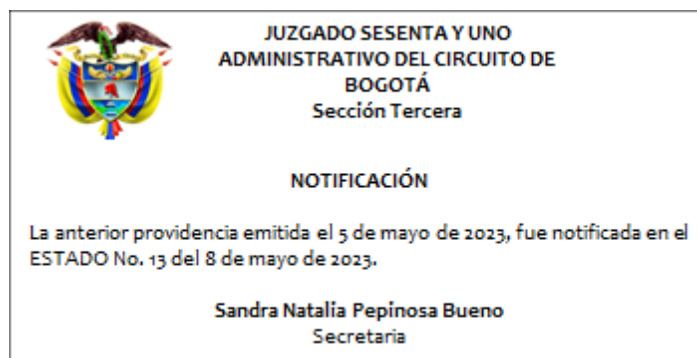 JUZGADO SESENTA Y UNO
ADMINISTRATIVO DEL CIRCUITO DE
BOGOTÁ
Sección Tercera
NOTIFICACIÓN
La anterior providencia emitida el 5 de mayo de 2023, fue notificada en el
ESTADO No. 13 del 8 de mayo de 2023.
Sandra Natalia Pepinosa Bueno
Secretaria